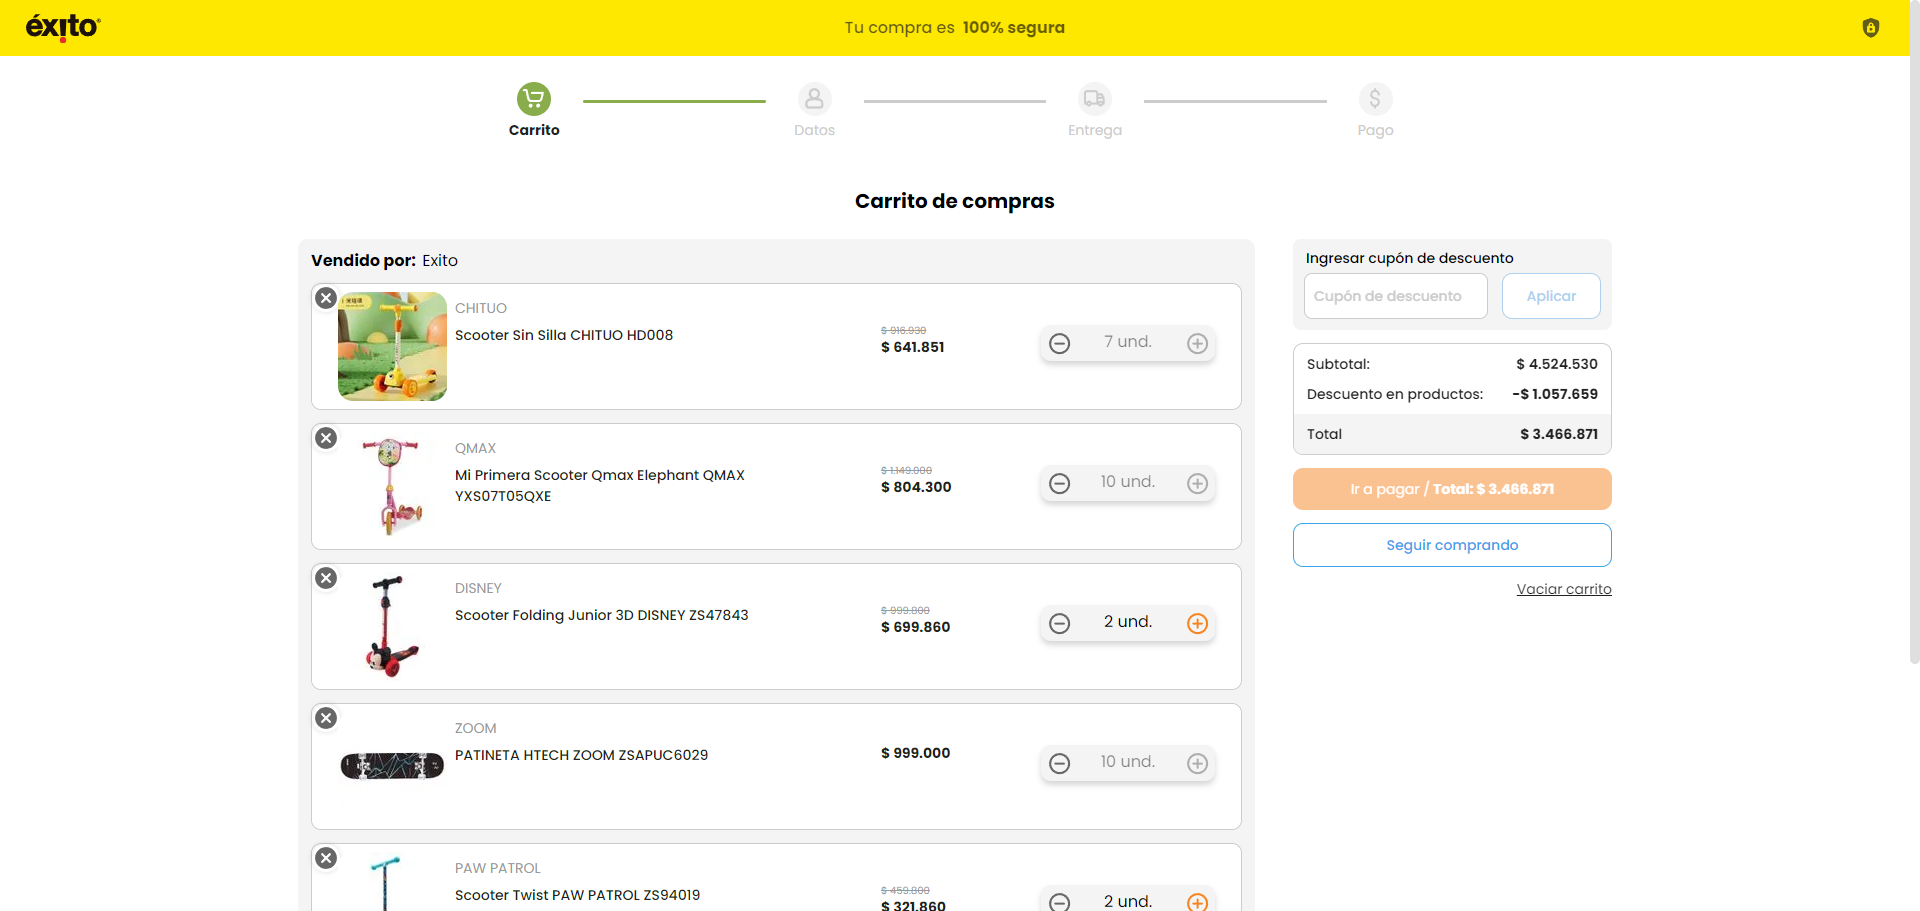 éxito
Tu compra es 100% segura
Carrito
Datos
Entrega
Pago
Carrito de compras
Vendido por: Exito
CHITUO
Scooter Sin Silla CHITUO HD008
$ 916.930
$ 641.851
7 und.
QMAX
Mi Primera Scooter Qmax Elephant QMAX
YXS07T05QXE
$ 1.149.000
$ 804.300
10 und.
DISNEY
Scooter Folding Junior 3D DISNEY ZS47843
$ 999.800
$ 699.860
2 und.
ZOOM
PATINETA HTECH ZOOM ZSAPUC6029
$ 999.000
10 und.
PAW PATROL
Scooter Twist PAW PATROL ZS94019
$ 459.800
$ 321.860
2 und.
Ingresar cupón de descuento
Cupón de descuento
Aplicar
Subtotal: $ 4.524.530
Descuento en productos: -$ 1.057.659
Total $ 3.466.871
Ir a pagar / Total: $ 3.466.871
Seguir comprando
Vaciar carrito